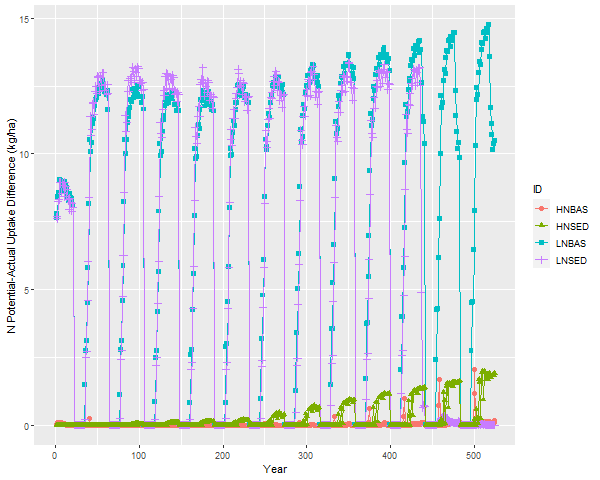 15
10
5
0
N Potential-Actual Uptake Difference (kg/ha)
0
100
200
300
400
500
Year
ID
HNBAS
HNSED
LNBAS
LNSED